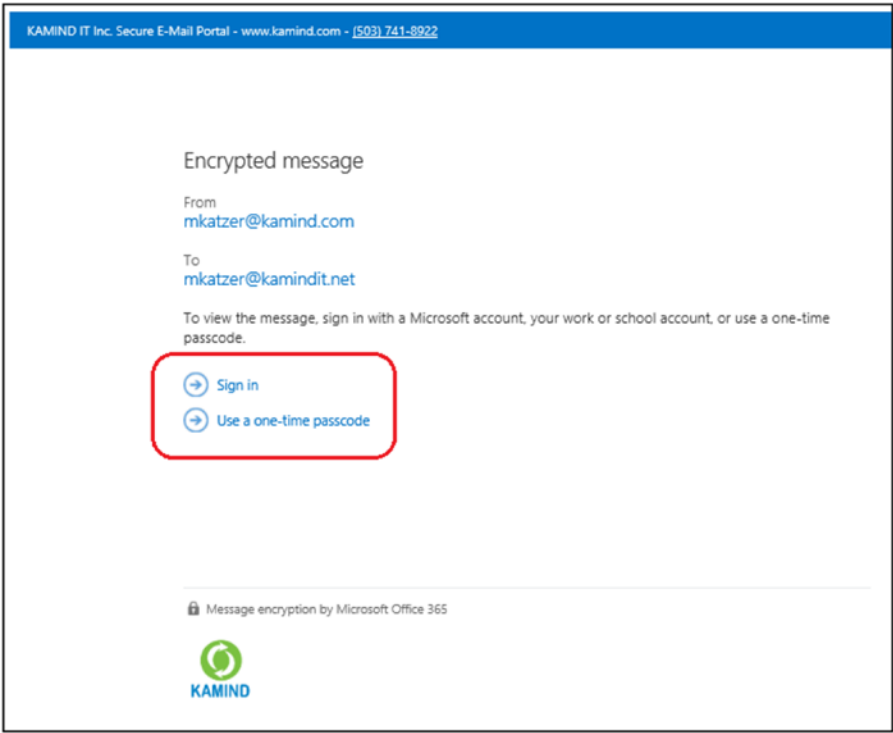 KAMIND IT Inc. Secure E-Mail Portal - www.kamind.com - (503) 741-8922
Encrypted message
From
mkatzer@kamind.com
To
mkatzer@kamindit.net
To view the message, sign in with a Microsoft account, your work or school account, or use a one-time
passcode.
Sign in
Use a one-time passcode
Message encryption by Microsoft Office 365
KAMIND